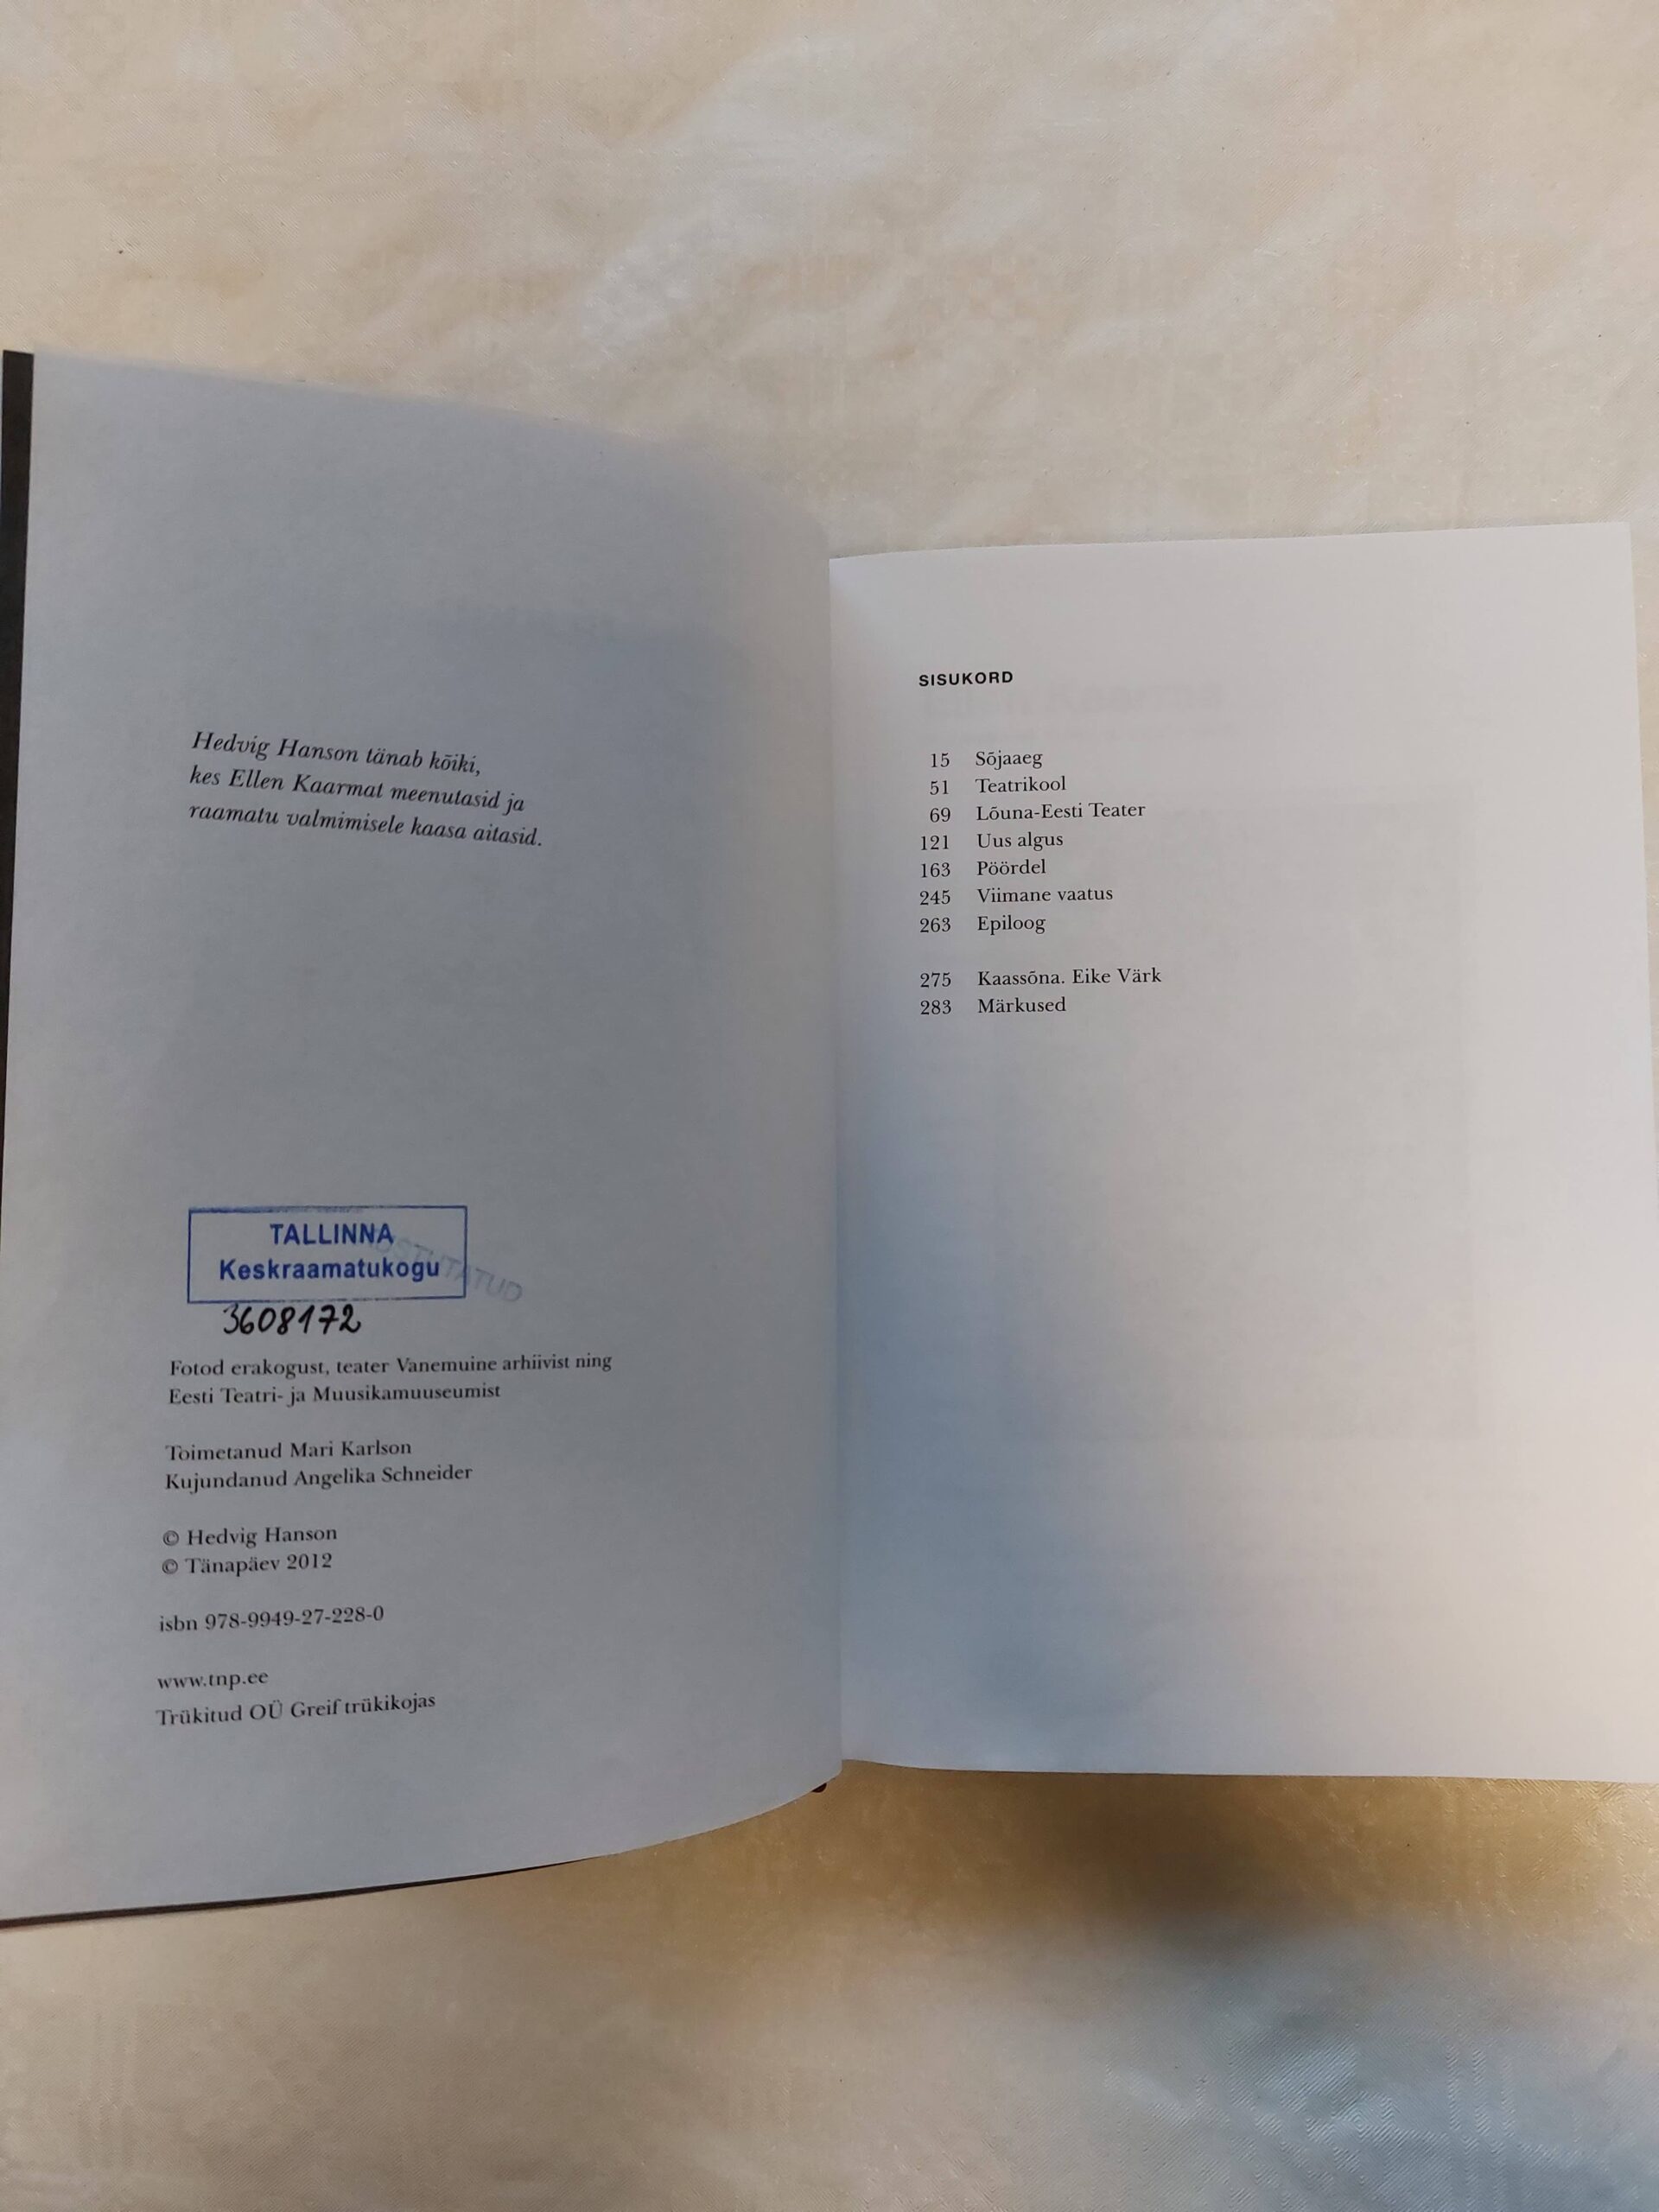 Hedvig Hanson tänab kõiki,
kes Ellen Kaarmat meenutasid ja
raamatu valmimisele kaasa aitasid.
TALLINNA
Keskraamatukogu
3608172
Fotod erakogust, teater Vanemuine arhiivist ning
Eesti Teatri- ja Muusikamuuseumist
Toimetanud Mari Karlson
Kujundanud Angelika Schneider
© Hedvig Hanson
© Tänapäev 2012
isbn 978-9949-27-228-0
www.tnp.ee
Trükitud OÜ Greif trükikojas
SISUKORD
15 Sõjaaeg
51 Teatrikool
69 Lõuna-Eesti Teater
121 Uus algus
163 Pöördel
245 Viimane vaatus
263 Epiloog
275 Kaassõna. Eike Värk
283 Märkused